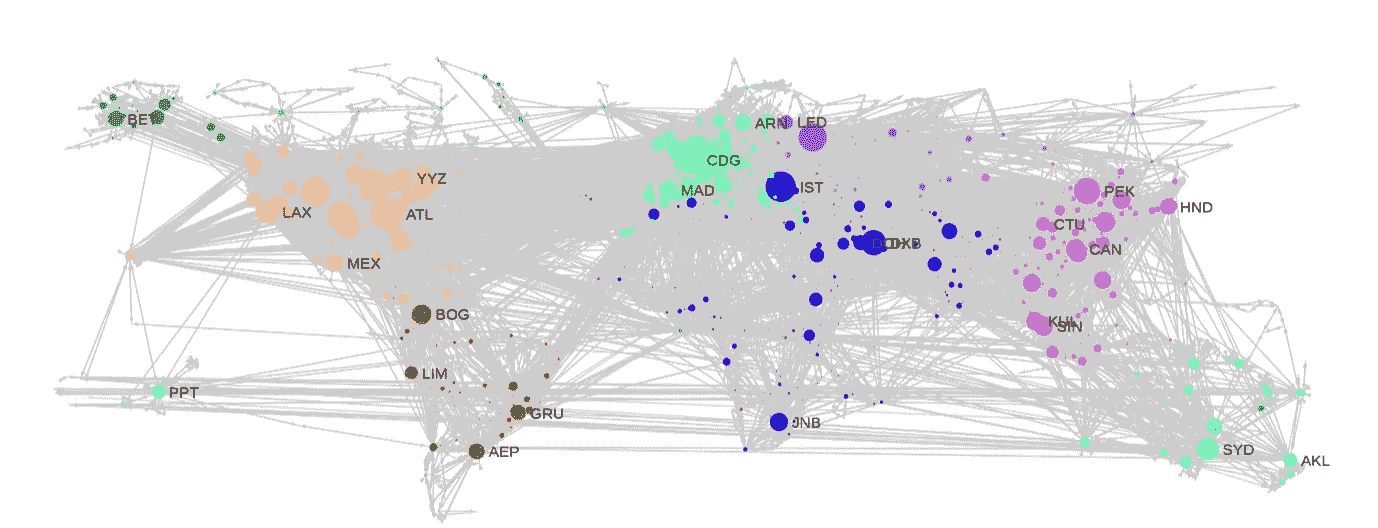 BET
ARN
LED
CDG
YYZ
MAD
IST
PEK
LAX
ATL
HND
CTU
DXB
CAN
MEX
BOG
KUL
SIN
LIM
PPT
GRU
JNB
AEP
SYD
AKL